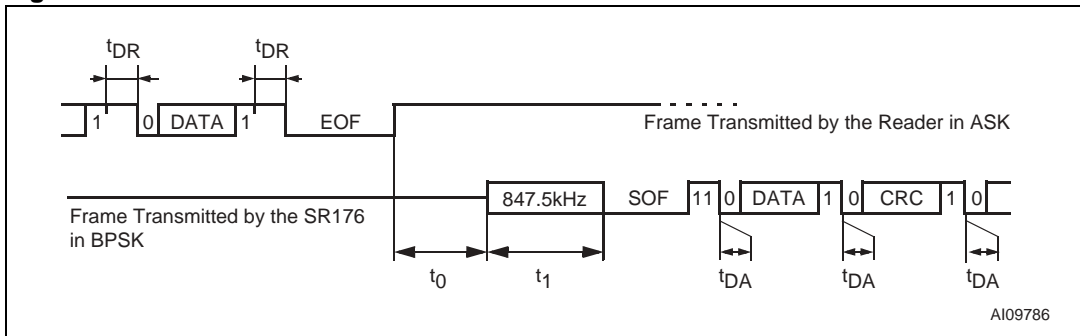 tDR tDR
1 0 DATA 1 EOF
Frame Transmitted by the Reader in ASK
847.5kHz SOF 11 0 DATA 1 0 CRC 1 0
Frame Transmitted by the SR176
in BPSK
t0 t1 tDA tDA tDA
AI09786